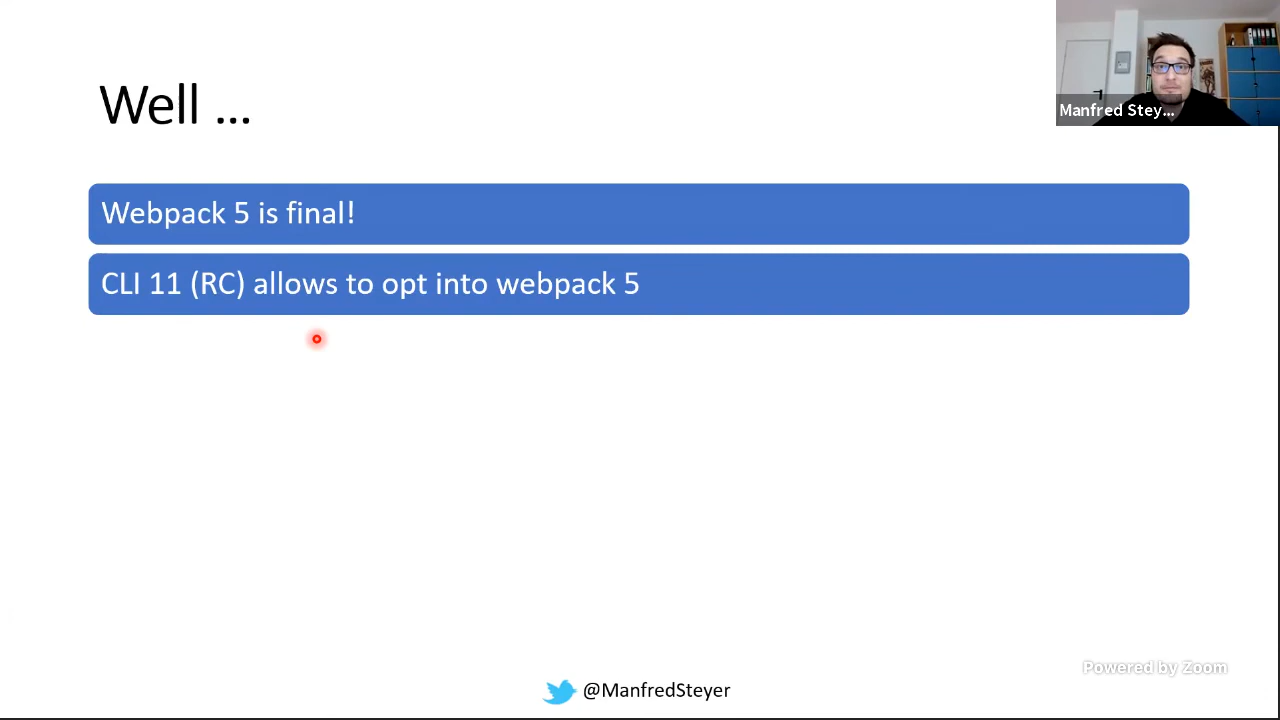 Well ...
Manfred Stey...
Webpack 5 is final!
CLI 11 (RC) allows to opt into webpack 5
Powered by Zoom
@ManfredSteyer